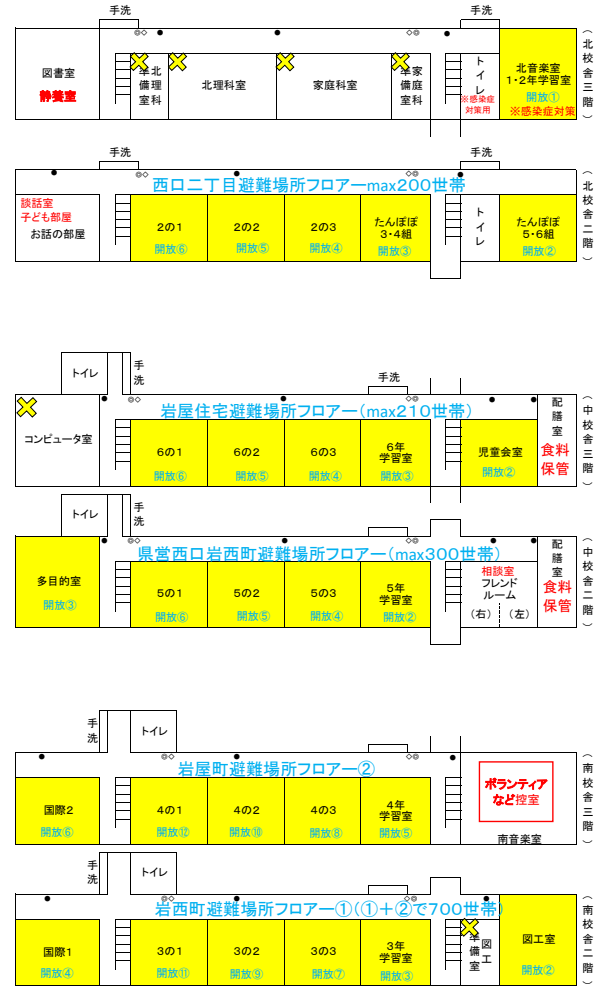 手洗
手洗
図書室
静養室
北理科準備室
北理科室
家庭科室
家庭科準備室
トイレ
※感染症
対策用
北音楽室
1・2年学習室
開放①
※感染症対策
(北校舎三階)
手洗
手洗
西口二丁目避難場所フロアーmax200世帯
談話室
子ども部屋
お話の部屋
2の1
開放⑥
2の2
開放⑤
2の3
開放④
たんぽぽ
3・4組
開放③
トイレ
たんぽぽ
5・6組
開放②
(北校舎二階)
トイレ
手洗
手洗
岩屋住宅避難場所フロアー(max210世帯)
コンピュータ室
6の1
開放⑥
6の2
開放⑤
6の3
開放④
6年
学習室
開放③
児童会室
開放②
配膳室
食料
保管
(中校舎三階)
トイレ
手洗
県営西口岩西町避難場所フロアー(max300世帯)
多目的室
開放③
5の1
開放⑥
5の2
開放⑤
5の3
開放④
5年
学習室
開放②
相談室
フレンド
ルーム
(右) (左)
配膳室
食料
保管
(中校舎二階)
手洗
トイレ
岩屋町避難場所フロアー②
国際2
開放⑥
4の1
開放⑫
4の2
開放⑩
4の3
開放⑧
4年
学習室
開放⑤
ボランティア
など控室
南音楽室
(南校舎三階)
手洗
トイレ
岩西町避難場所フロアー①(①+②で700世帯)
国際1
開放④
3の1
開放⑪
3の2
開放⑨
3の3
開放⑦
3年
学習室
開放③
図工準備室
図工室
開放②
(南校舎二階)